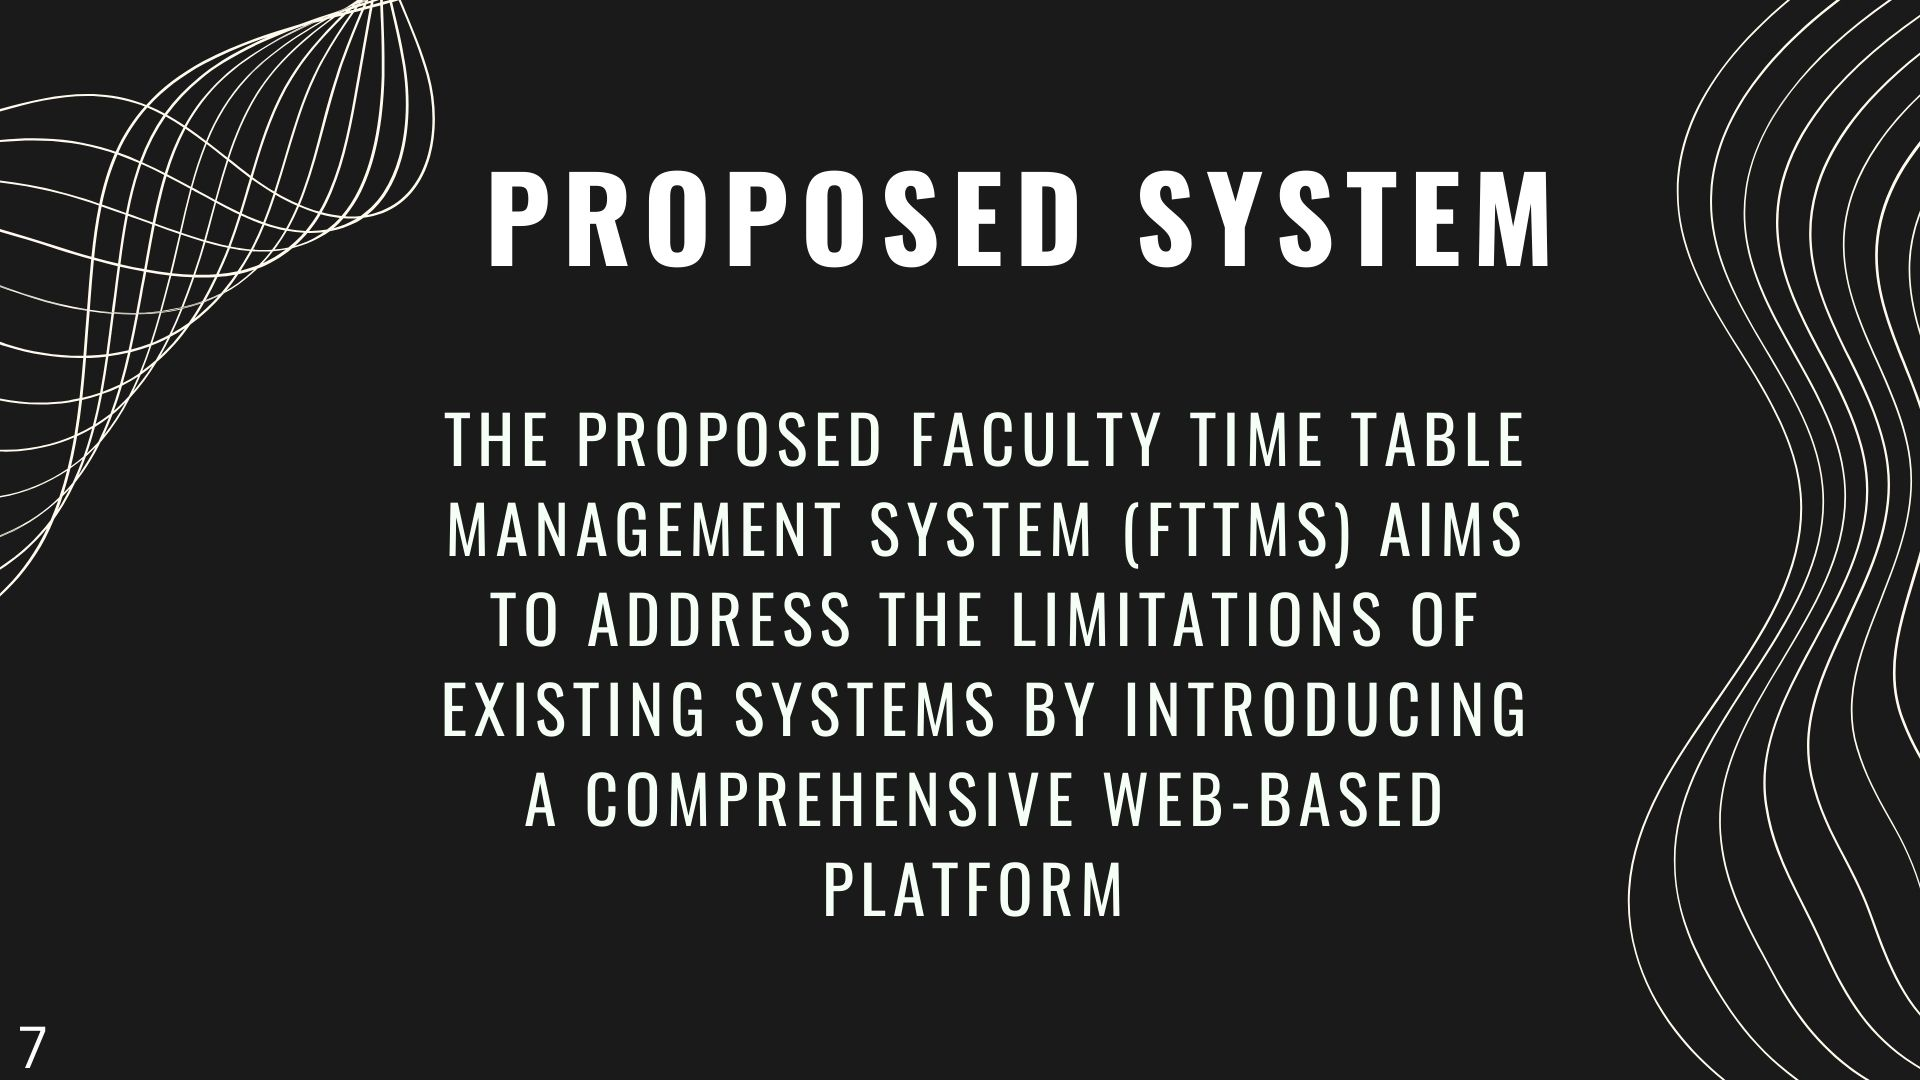 PROPOSED SYSTEM
THE PROPOSED FACULTY TIME TABLE
MANAGEMENT SYSTEM (FTTMS) AIMS
TO ADDRESS THE LIMITATIONS OF
EXISTING SYSTEMS BY INTRODUCING
A COMPREHENSIVE WEB-BASED
PLATFORM
7